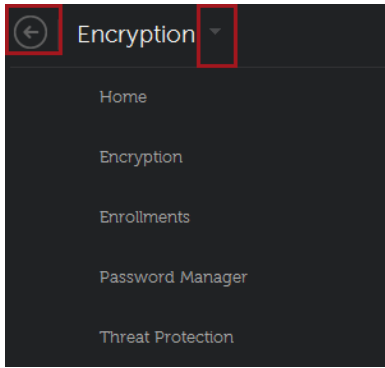 Encryption
Home
Encryption
Enrollments
Password Manager
Threat Protection